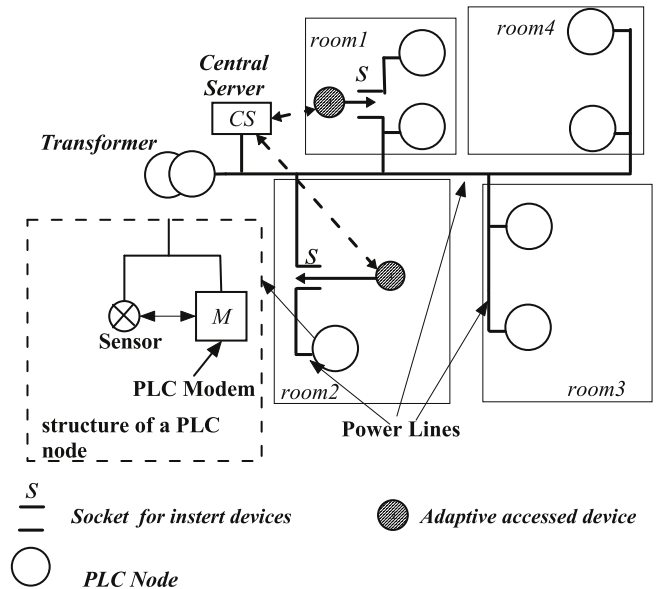 room1
room4
S
Central
Server
CS
Transformer
S
M
Sensor
PLC Modem
room2
room3
structure of a PLC
node
Power Lines
S
Socket for instert devices
Adaptive accessed device
PLC Node